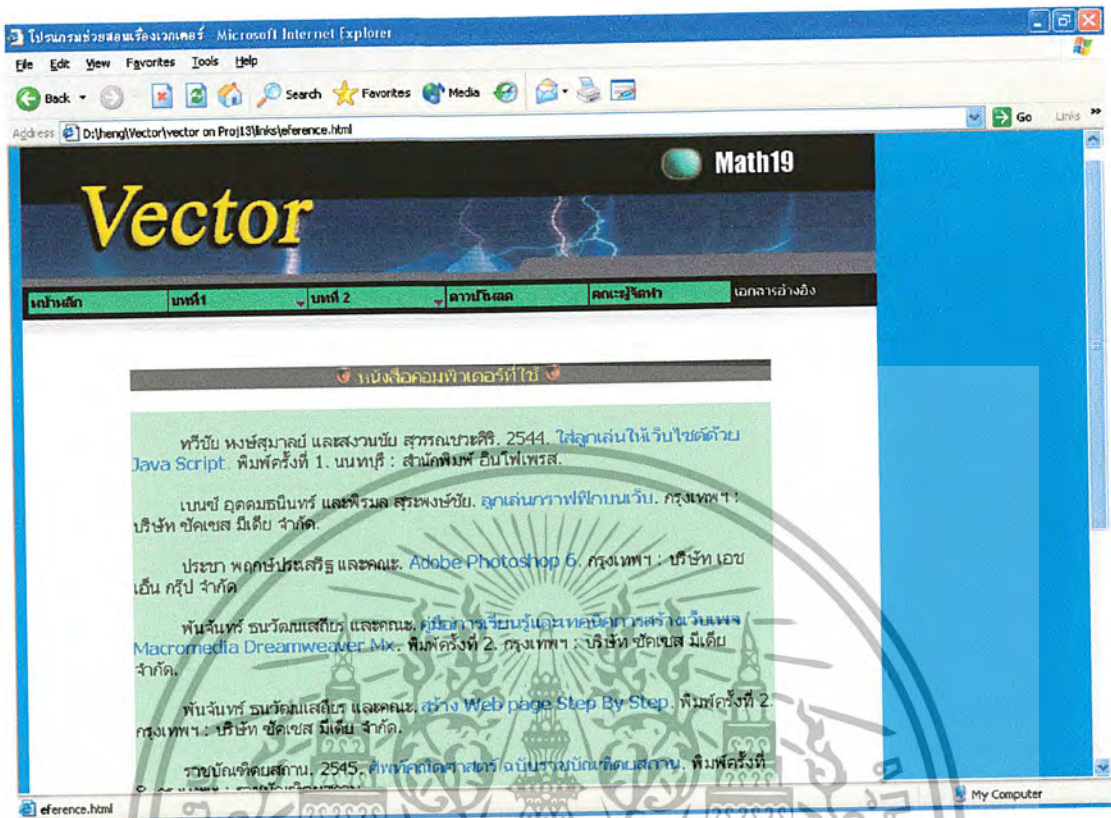 โปรแกรมช่วยสอนเรื่องเวกเตอร์ Microsoft Internet Explorer
File Edit View Favorites Tools Help
Back Search Favorites Media
Address D:\heng\Vector\vector on Proj13\links\eference.html Go Links
Math19
Vector
หน้าหลัก บทที่1 บทที่ 2 ดาวน์โหลด คณะผู้จัดทำ เอกสารอ้างอิง
หนังสือคอมพิวเตอร์ที่ใช้
ทวีชัย หงษ์สุมาลย์ และสงวนชัย สุวรรณชวะศิริ. 2544. ใส่ลูกเล่นให้เว็บไซต์ด้วย
Java Script. พิมพ์ครั้งที่ 1. นนทบุรี : สำนักพิมพ์ อินโฟเพรส.
เบนซ์ อุดคมธนินทร์ และพิรมล สุระพงษ์ชัย. ลูกเล่นกราฟฟิกบนเว็บ. กรุงเทพฯ :
บริษัท ซัคเซส มีเดีย จำกัด.
ประชา พฤกษ์ประเสริฐ และคณะ. Adobe Photoshop 6. กรุงเทพฯ : บริษัท เอช
เอ็น กรุ๊ป จำกัด
พันจันทร์ ธนวัฒนเสถียร และคณะ. คู่มือการเรียนรู้และเทคนิคการสร้างเว็บเพจ
Macromedia Dreamweaver Mx. พิมพ์ครั้งที่ 2. กรุงเทพฯ : บริษัท ซัคเซส มีเดีย
จำกัด.
พันจันทร์ ธนวัฒนเสถียร และคณะ. สร้าง Web page Step By Step. พิมพ์ครั้งที่ 2.
กรุงเทพฯ : บริษัท ซัคเซส มีเดีย จำกัด.
ราชบัณฑิตยสถาน. 2545. ศัพท์คณิตศาสตร์ ฉบับราชบัณฑิตยสถาน. พิมพ์ครั้งที่
eference.html My Computer